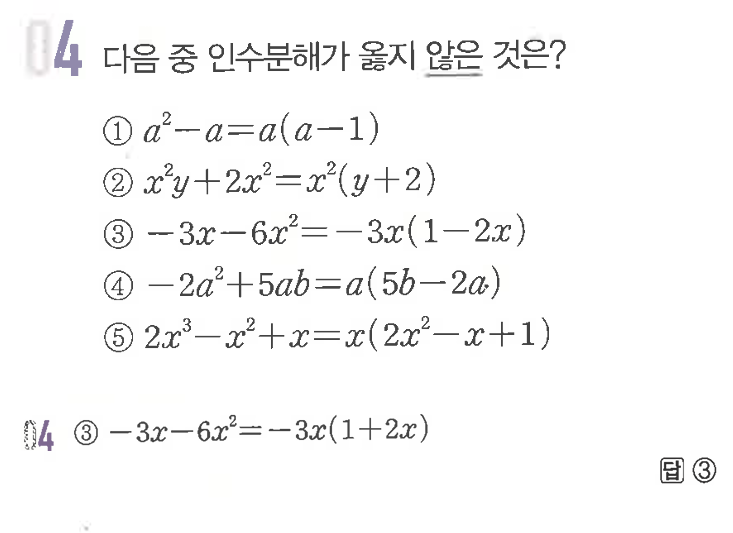 04 다음 중 인수분해가 옳지 않은 것은?
① a²-a=a(a-1)
② x²y+2x²=x²(y+2)
③ -3x-6x²=-3x(1-2x)
④ -2a²+5ab=a(5b-2a)
⑤ 2x³-x²+x=x(2x²-x+1)
04 ③ -3x-6x²=-3x(1+2x)
답 ③